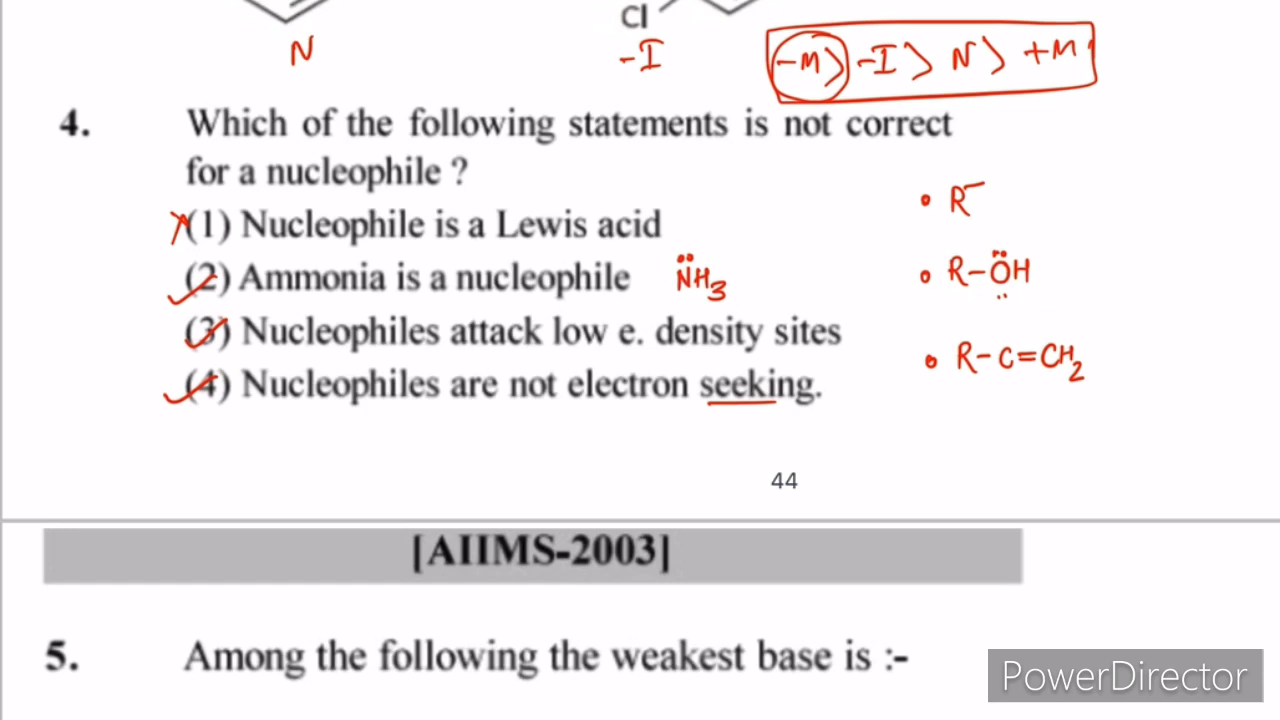 Cl
N
-I
-M > -I > N > +M
4. Which of the following statements is not correct
for a nucleophile ?
(1) Nucleophile is a Lewis acid
(2) Ammonia is a nucleophile N̈H₃
(3) Nucleophiles attack low e. density sites
(4) Nucleophiles are not electron seeking.
• R⁻
• R-ÖH
• R-C=CH₂
44
[AIIMS-2003]
5. Among the following the weakest base is :-
PowerDirector